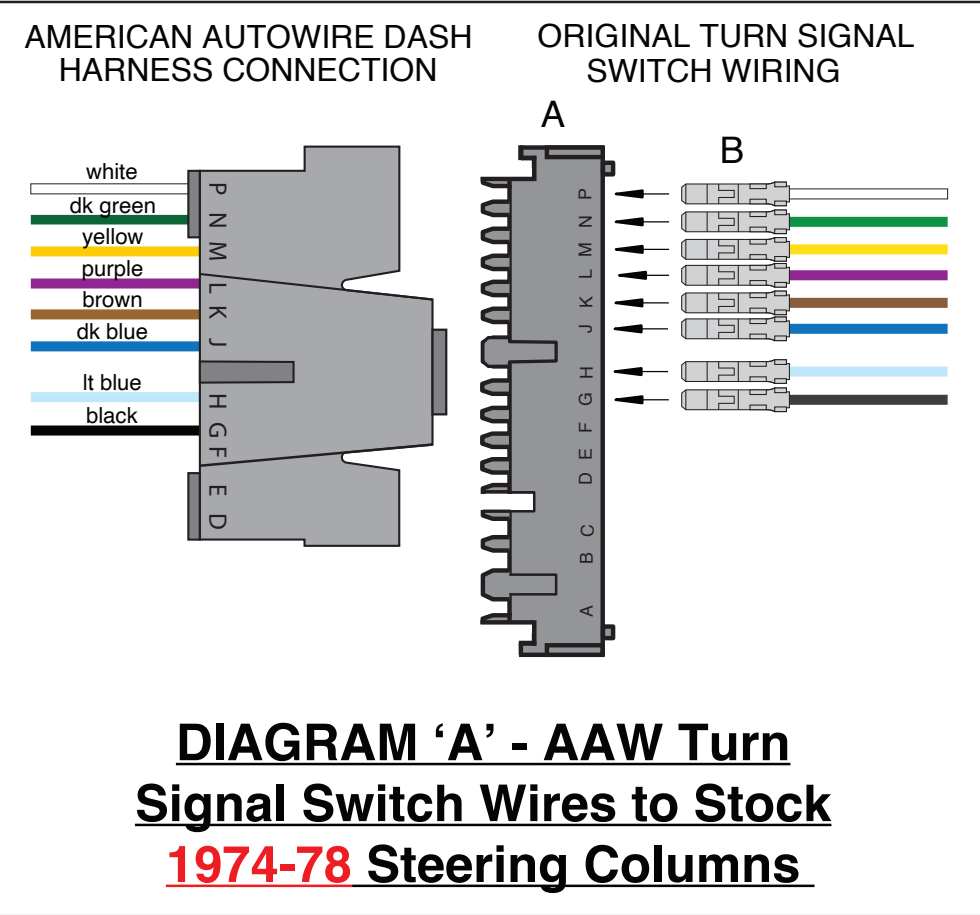 AMERICAN AUTOWIRE DASH
HARNESS CONNECTION
ORIGINAL TURN SIGNAL
SWITCH WIRING
A
B
white
dk green
yellow
purple
brown
dk blue
lt blue
black
P
N
M
L
K
J
H
G
F
E
D
P
N
M
L
K
J
H
G
F
E
D
C
B
A
DIAGRAM ‘A’ - AAW Turn
Signal Switch Wires to Stock
1974-78 Steering Columns